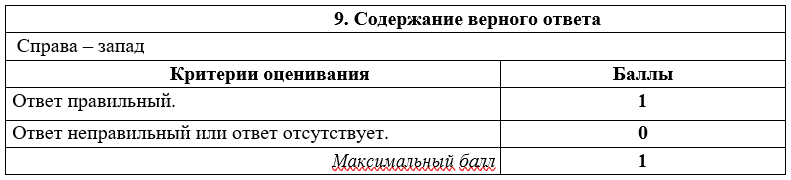 9. Содержание верного ответа
Справа – запад
Критерии оценивания Баллы
Ответ правильный. 1
Ответ неправильный или ответ отсутствует. 0
Максимальный балл 1